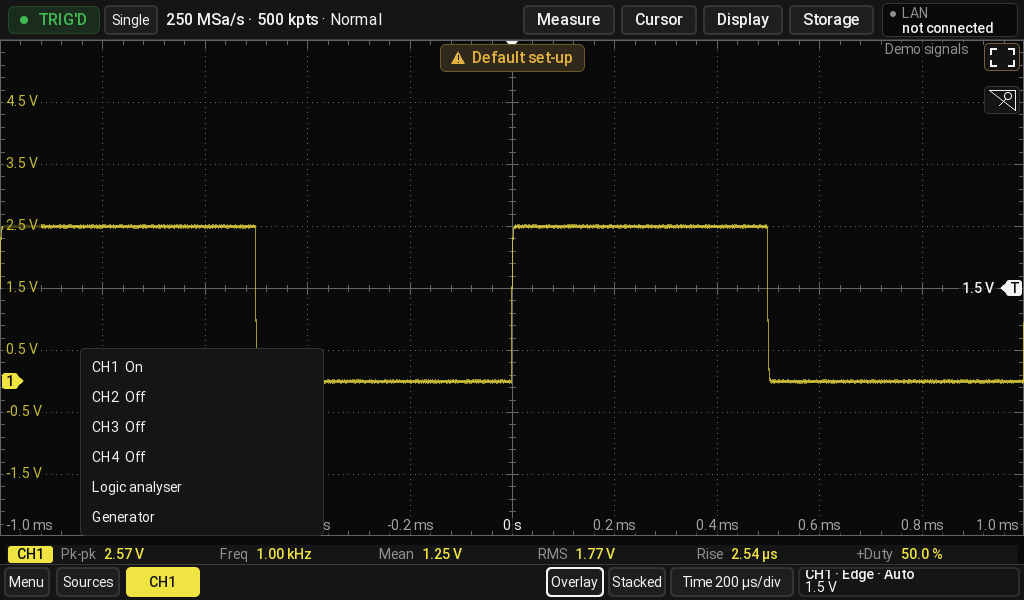 TRIG'D
Single
250 MSa/s · 500 kpts · Normal
Measure
Cursor
Display
Storage
LAN
not connected
Demo signals
Default set-up
4.5 V
3.5 V
2.5 V
1.5 V
0.5 V
-0.5 V
-1.5 V
1
1.5 V
T
CH1 On
CH2 Off
CH3 Off
CH4 Off
Logic analyser
Generator
-1.0 ms
s
-0.2 ms
0 s
0.2 ms
0.4 ms
0.6 ms
0.8 ms
1.0 ms
CH1 Pk-pk 2.57 V Freq 1.00 kHz Mean 1.25 V RMS 1.77 V Rise 2.54 µs +Duty 50.0 %
Menu
Sources
CH1
Overlay
Stacked
Time 200 µs/div
CH1 · Edge · Auto
1.5 V